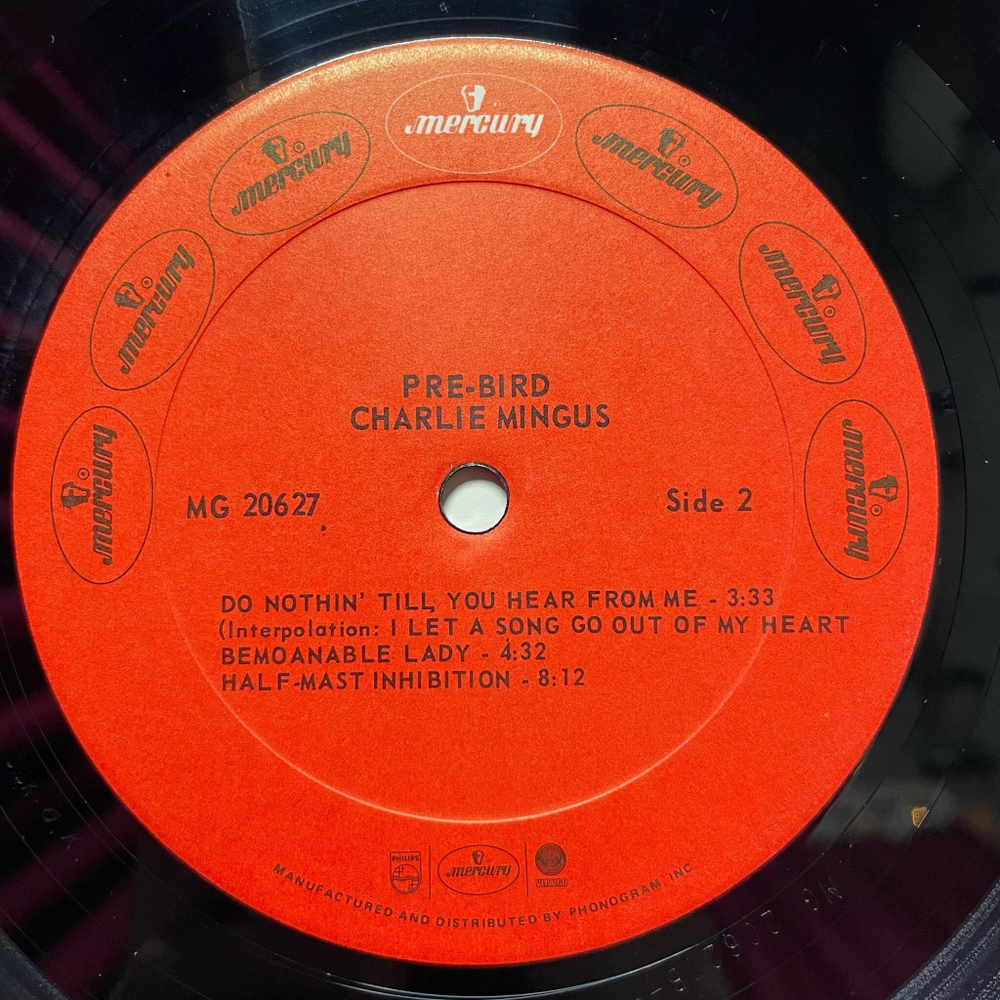 mercury
mercury
mercury
mercury
mercury
mercury
mercury
PRE-BIRD
CHARLIE MINGUS
MG 20627
Side 2
DO NOTHIN' TILL YOU HEAR FROM ME - 3:33
(Interpolation: I LET A SONG GO OUT OF MY HEART
BEMOANABLE LADY - 4:32
HALF-MAST INHIBITION - 8:12
PHILIPS
mercury
VERTIGO
MANUFACTURED AND DISTRIBUTED BY PHONOGRAM, INC